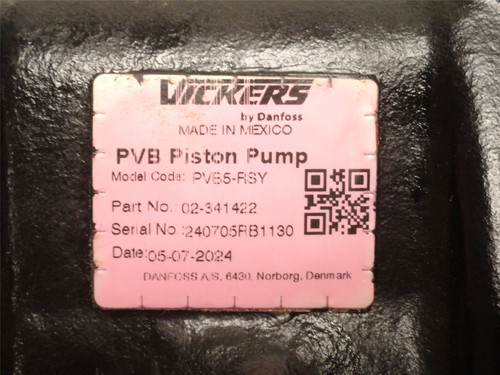 VICKERS
by Danfoss
MADE IN MEXICO
PVB Piston Pump
Model Code: PVB5-RSY
Part No.: 02-341422
Serial No.:240705RB1130
Date:05-07-2024
DANFOSS A/S, 6430, Norborg, Denmark